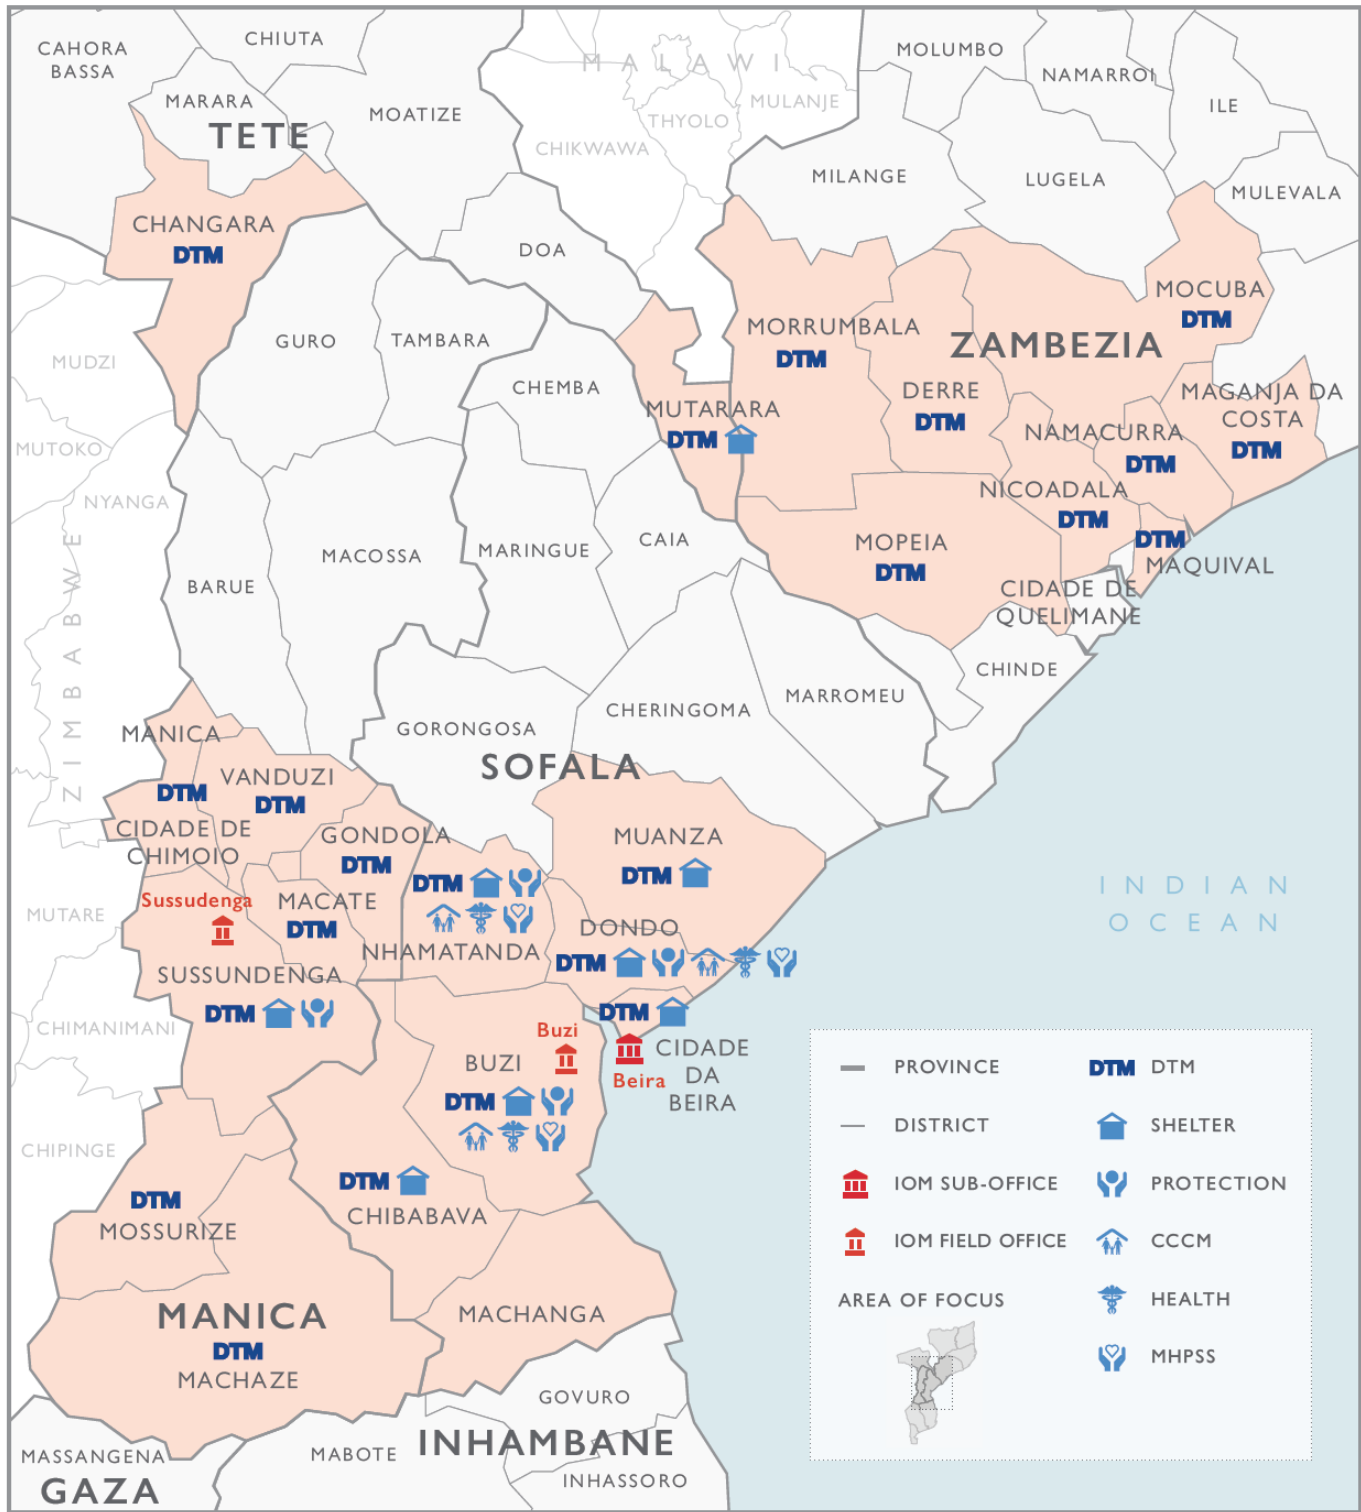 CAHORA
BASSA
CHIUTA
MARARA
TETE
MOATIZE
MALAWI
THYOLO
MULANJE
CHIKWAWA
MOLUMBO
NAMARROI
ILE
MILANGE
LUGELA
MULEVALA
CHANGARA
DTM
DOA
MOCUBA
DTM
MUDZI
GURO
TAMBARA
MORRUMBALA
DTM
ZAMBEZIA
CHEMBA
DERRE
DTM
MAGANJA DA
COSTA
DTM
MUTARARA
DTM
NAMACURRA
DTM
MUTOKO
NYANGA
NICOADALA
DTM
ZIMBABWE
BARUE
MACOSSA
MARINGUE
CAIA
MOPEIA
DTM
DTM
MAQUIVAL
CIDADE DE
QUELIMANE
CHINDE
MARROMEU
CHERINGOMA
GORONGOSA
SOFALA
MANICA
DTM
VANDUZI
DTM
CIDADE DE
CHIMOIO
GONDOLA
DTM
MUANZA
DTM
DTM
NHAMATANDA
INDIAN
OCEAN
Sussudenga
MACATE
DTM
MUTARE
DONDO
DTM
SUSSUNDENGA
DTM
DTM
CIDADE
DA
BEIRA
Beira
CHIMANIMANI
Buzi
BUZI
DTM
CHIPINGE
DTM
MOSSURIZE
DTM
CHIBABAVA
MANICA
DTM
MACHAZE
MACHANGA
GOVURO
INHAMBANE
MABOTE
INHASSORO
MASSANGENA
GAZA
PROVINCE
DISTRICT
IOM SUB-OFFICE
IOM FIELD OFFICE
AREA OF FOCUS
DTM DTM
SHELTER
PROTECTION
CCCM
HEALTH
MHPSS